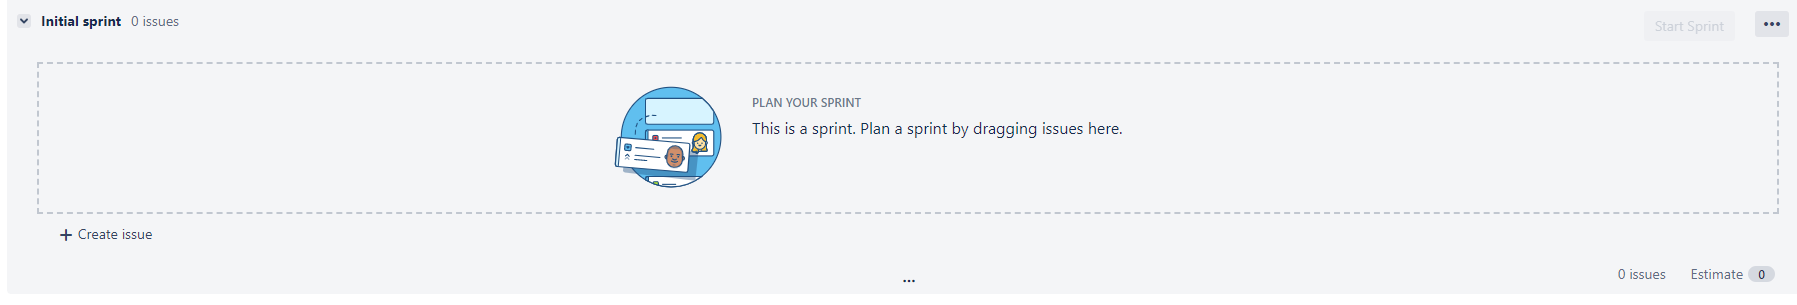 Initial sprint 0 issues
Start Sprint
•••
PLAN YOUR SPRINT
This is a sprint. Plan a sprint by dragging issues here.
+ Create issue
•••
0 issues Estimate 0